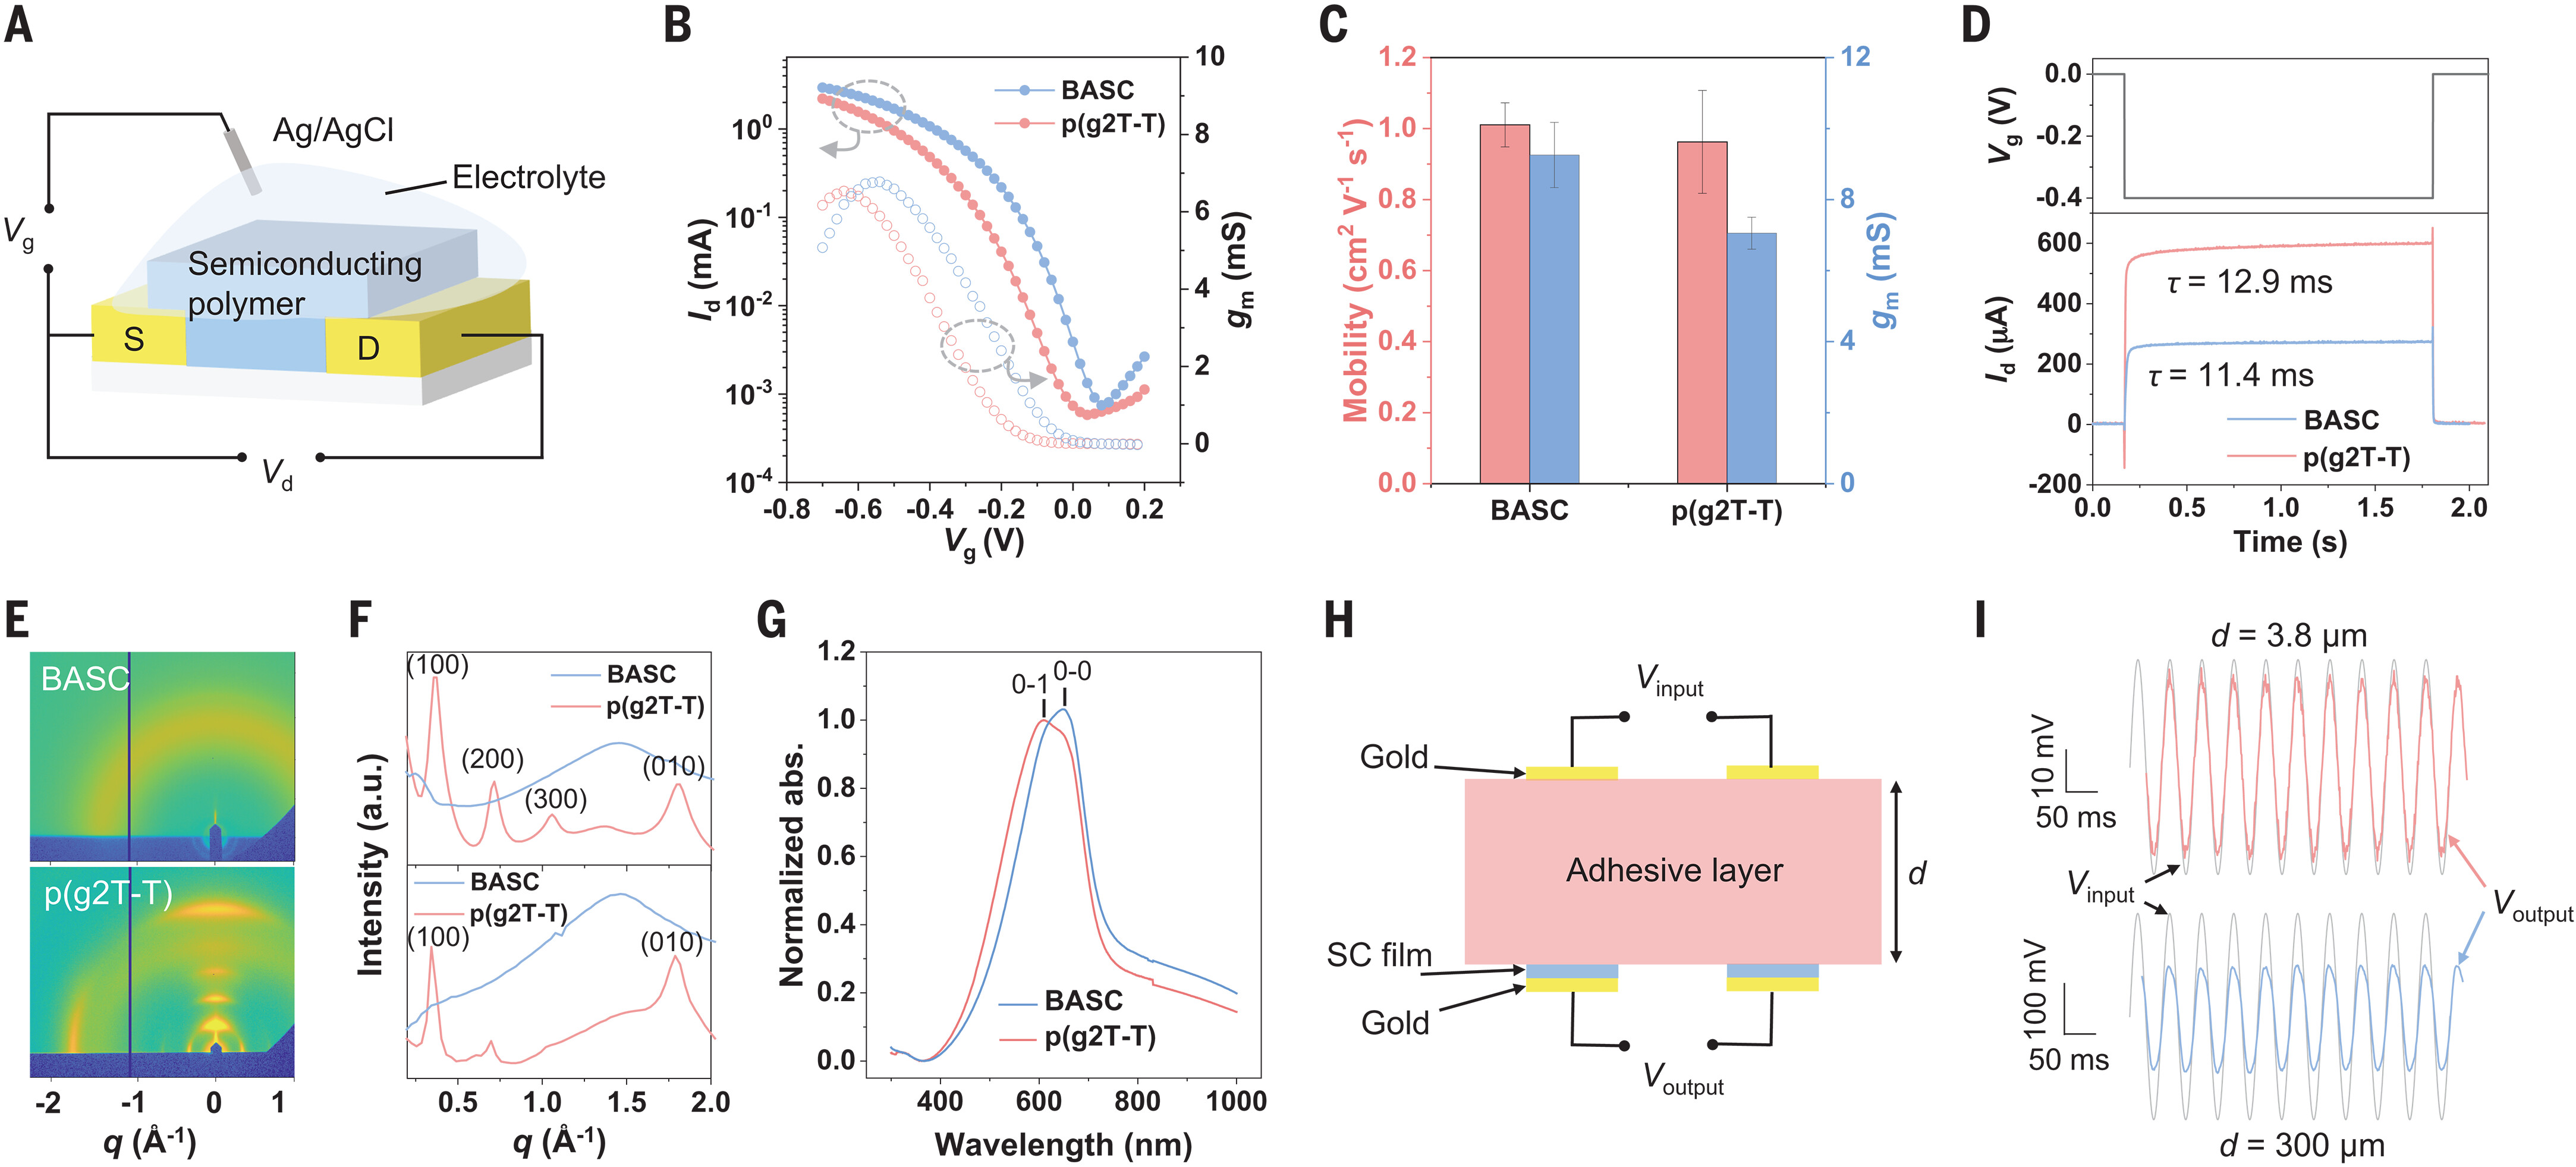 A
Ag/AgCl
Electrolyte
Vg
Semiconducting
polymer
S
D
Vd
B
10
8
6
4
2
0
10⁰
10⁻¹
10⁻²
10⁻³
10⁻⁴
Id (mA)
gm (mS)
BASC
p(g2T-T)
-0.8 -0.6 -0.4 -0.2 0.0 0.2
Vg (V)
C
1.2
1.0
0.8
0.6
0.4
0.2
0.0
Mobility (cm² V⁻¹ s⁻¹)
12
8
4
0
gm (mS)
BASC p(g2T-T)
D
0.0
-0.2
-0.4
Vg (V)
600
400
200
0
-200
Id (µA)
τ = 12.9 ms
τ = 11.4 ms
BASC
p(g2T-T)
0.0 0.5 1.0 1.5 2.0
Time (s)
E
BASC
p(g2T-T)
-2 -1 0 1
q (Å⁻¹)
F
(100)
BASC
p(g2T-T)
(200)
(300)
(010)
BASC
p(g2T-T)
(100)
(010)
Intensity (a.u.)
0.5 1.0 1.5 2.0
q (Å⁻¹)
G
1.2
1.0
0.8
0.6
0.4
0.2
0.0
Normalized abs.
0-1
0-0
BASC
p(g2T-T)
400 600 800 1000
Wavelength (nm)
H
Vinput
Gold
Adhesive layer
d
SC film
Gold
Voutput
I
d = 3.8 µm
10 mV
50 ms
Vinput
Voutput
100 mV
50 ms
d = 300 µm